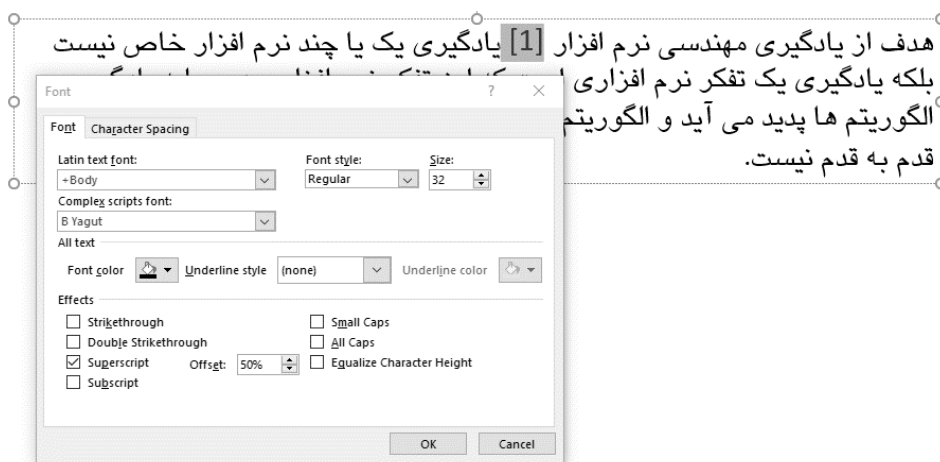 هدف از یادگیری مهندسی نرم افزار [1] یادگیری یک یا چند نرم افزار خاص نیست
بلکه یادگیری یک تفکر نرم افزاری
الگوریتم ها پدید می آید و الگوریتم
قدم به قدم نیست.
Font ? ×
Font Character Spacing
Latin text font: Font style: Size:
+Body Regular 32
Complex scripts font:
B Yagut
All text
Font color Underline style (none) Underline color
Effects
Strikethrough Small Caps
Double Strikethrough All Caps
Superscript Offset: 50% Equalize Character Height
Subscript
OK Cancel